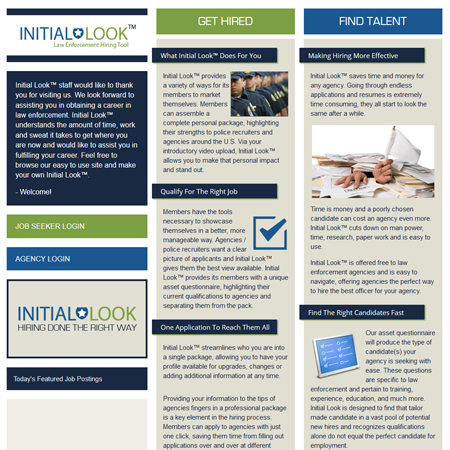 INITIAL LOOK™
Law Enforcement Hiring Tool
Initial Look™ staff would like to thank
you for visiting us. We look forward to
assisting you in obtaining a career in
law enforcement. Initial Look™
understands the amount of time, work
and sweat it takes to get where you
are now and would like to assist you in
fulfilling your career. Feel free to
browse our easy to use site and make
your own Initial Look™.
- Welcome!
JOB SEEKER LOGIN
AGENCY LOGIN
INITIAL LOOK
HIRING DONE THE RIGHT WAY
Today's Featured Job Postings
GET HIRED
What Initial Look™ Does For You
Initial Look™ provides
a variety of ways for its
members to market
themselves. Members
can assemble a
complete personal package, highlighting
their strengths to police recruiters and
agencies around the U.S. Via your
introductory video upload, Initial Look™
allows you to make that personal impact
and stand out.
Qualify For The Right Job
Members have the tools
necessary to showcase
themselves in a better, more
manageable way. Agencies /
police recruiters want a clear
picture of applicants and Initial Look™
gives them the best view available. Initial
Look™ provides its members with a unique
asset questionnaire, highlighting their
current qualifications to agencies and
separating them from the pack.
One Application To Reach Them All
Initial Look™ streamlines who you are into
a single package, allowing you to have your
profile available for upgrades, changes or
adding additional information at any time.
Providing your information to the tips of
agencies fingers in a professional package
is a key element in the hiring process.
Members can apply to agencies with just
one click, saving them time from filling out
applications over and over at different
FIND TALENT
Making Hiring More Effective
Initial Look™ saves time and money for
any agency. Going through endless
applications and resumes is extremely
time consuming, they all start to look the
same after a while.
Time is money and a poorly chosen
candidate can cost an agency even more.
Initial Look™ cuts down on man power,
time, research, paper work and is easy to
use.
Initial Look™ is offered free to law
enforcement agencies and is easy to
navigate, offering agencies the perfect way
to hire the best officer for your agency.
Find The Right Candidates Fast
Our asset questionnaire
will produce the type of
candidate(s) your
agency is seeking with
ease. These questions
are specific to law
enforcement and pertain to training,
experience, education, and much more.
Initial Look is designed to find that tailor
made candidate in a vast pool of potential
new hires and recognizes qualifications
alone do not equal the perfect candidate for
employment.